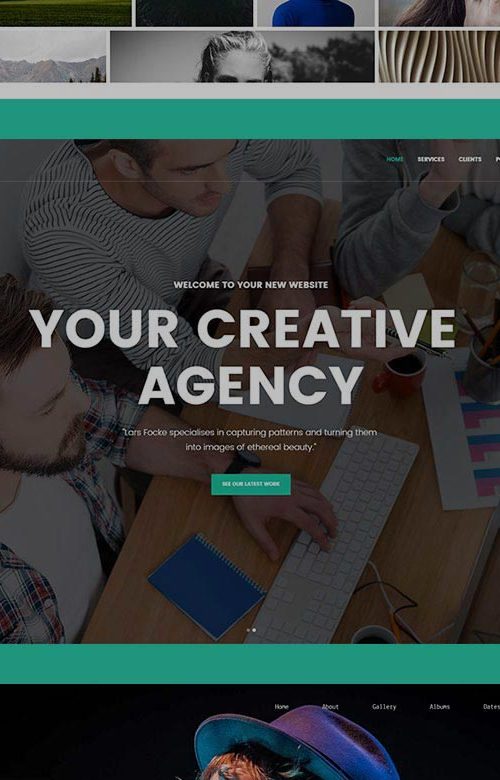 HOME SERVICES CLIENTS
WELCOME TO YOUR NEW WEBSITE
YOUR CREATIVE
AGENCY
"Lars Focke specialises in capturing patterns and turning them
into images of ethereal beauty."
SEE OUR LATEST WORK
Home About Gallery Albums Dates